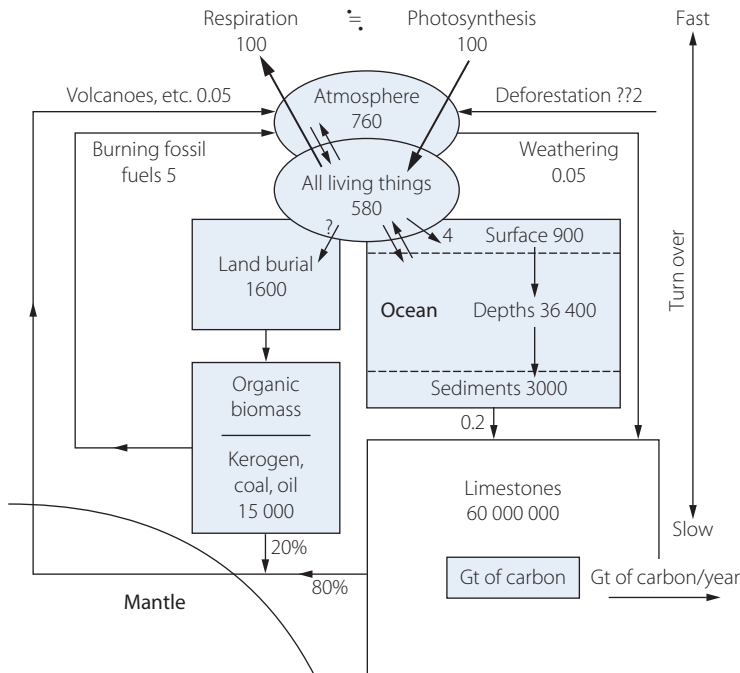 Respiration
100
≒
Photosynthesis
100
Fast
Volcanoes, etc. 0.05
Atmosphere
760
Deforestation ??2
Burning fossil
fuels 5
Weathering
0.05
All living things
580
?
4
Surface 900
Land burial
1600
Ocean
Depths 36 400
Turn over
Organic
biomass
Sediments 3000
0.2
Kerogen,
coal, oil
15 000
Limestones
60 000 000
Slow
20%
80%
Mantle
Gt of carbon
Gt of carbon/year